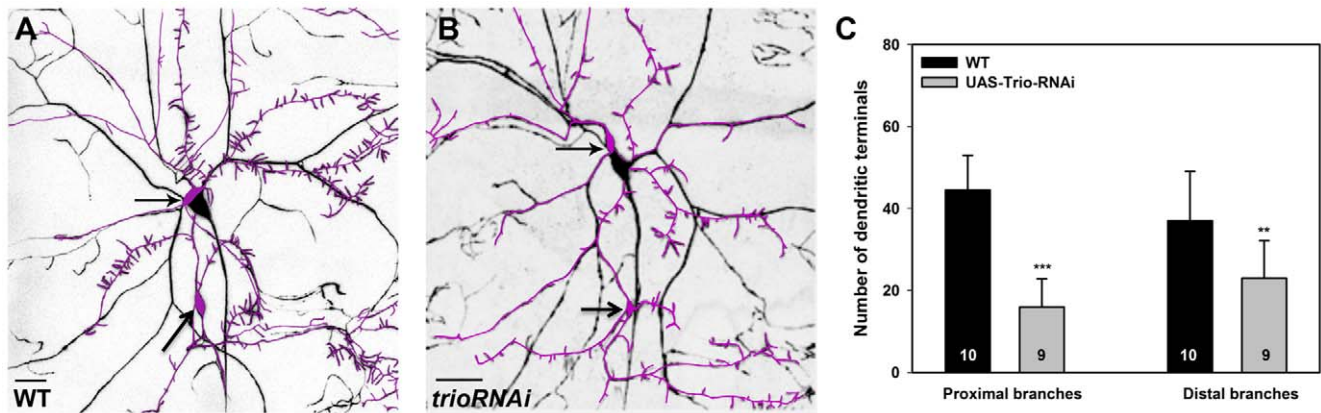 A
WT
B
trioRNAi
C
Number of dendritic terminals
80
60
40
20
0
WT
UAS-Trio-RNAi
***
**
10
9
10
9
Proximal branches
Distal branches